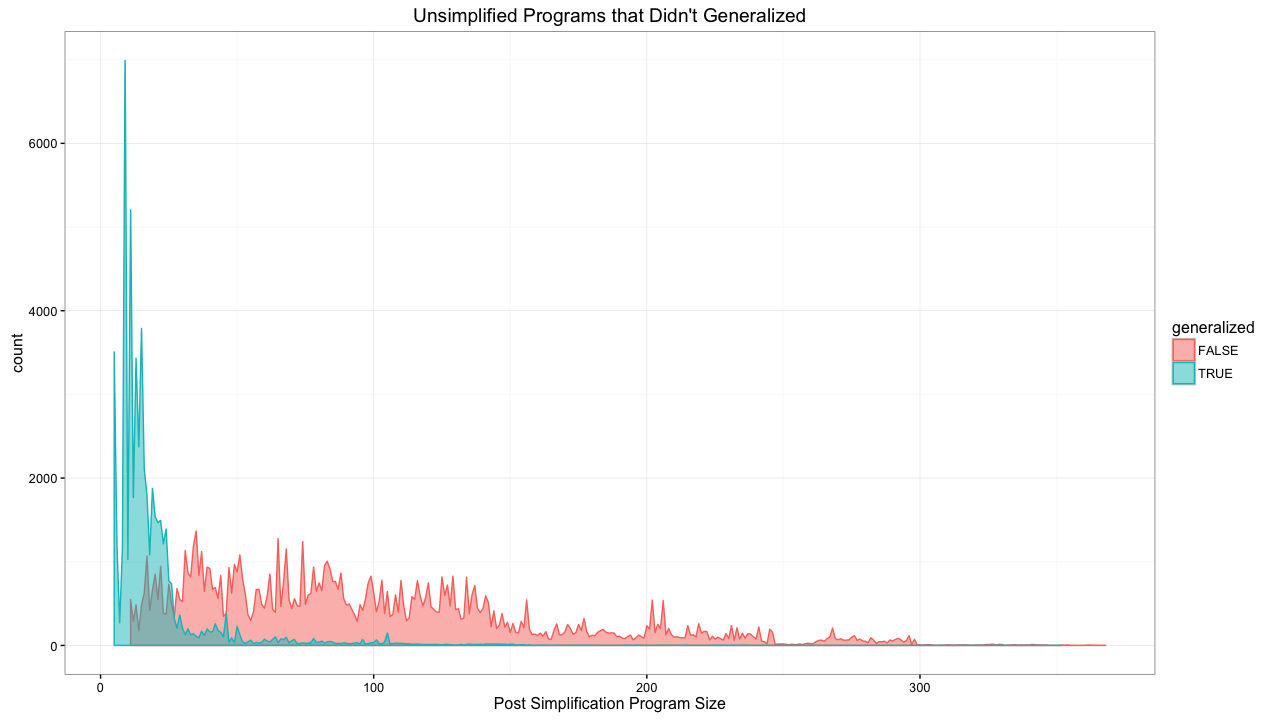 Unsimplified Programs that Didn't Generalized
6000
4000
2000
0
count
0 100 200 300
Post Simplification Program Size
generalized
FALSE
TRUE